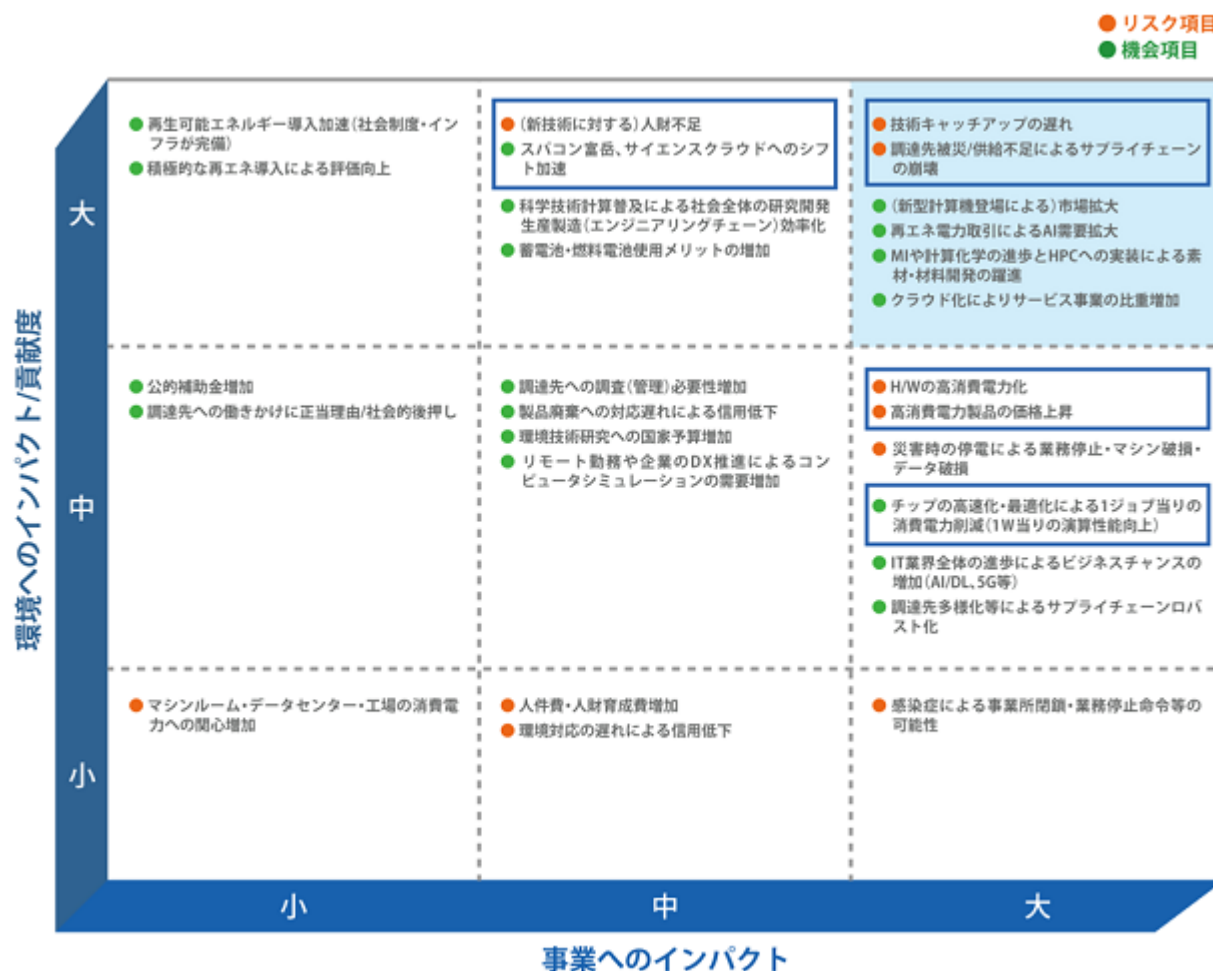 ●リスク項目
●機会項目
環境へのインパクト/貢献度
大
●再生可能エネルギー導入加速(社会制度・イン
フラが完備)
●積極的な再エネ導入による評価向上
●(新技術に対する)人財不足
●スパコン富岳、サイエンスクラウドへのシフ
ト加速
●科学技術計算普及による社会全体の研究開発
生産製造(エンジニアリングチェーン)効率化
●蓄電池・燃料電池使用メリットの増加
●技術キャッチアップの遅れ
●調達先被災/供給不足によるサプライチェーン
の崩壊
●(新型計算機登場による)市場拡大
●再エネ電力取引によるAI需要拡大
●MIや計算化学の進歩とHPCへの実装による素
材・材料開発の躍進
●クラウド化によりサービス事業の比重増加
中
●公的補助金増加
●調達先への働きかけに正当理由/社会的後押し
●調達先への調査(管理)必要性増加
●製品廃棄への対応遅れによる信用低下
●環境技術研究への国家予算増加
●リモート勤務や企業のDX推進によるコン
ピュータシミュレーションの需要増加
●H/Wの高消費電力化
●高消費電力製品の価格上昇
●災害時の停電による業務停止・マシン破損・
データ破損
●チップの高速化・最適化による1ジョブ当りの
消費電力削減(1W当りの演算性能向上)
●IT業界全体の進歩によるビジネスチャンスの
増加(AI/DL、5G等)
●調達先多様化等によるサプライチェーンロバ
スト化
小
●マシンルーム・データセンター・工場の消費電
力への関心増加
●人件費・人財育成費増加
●環境対応の遅れによる信用低下
●感染症による事業所閉鎖・業務停止命令等の
可能性
小
中
大
事業へのインパクト